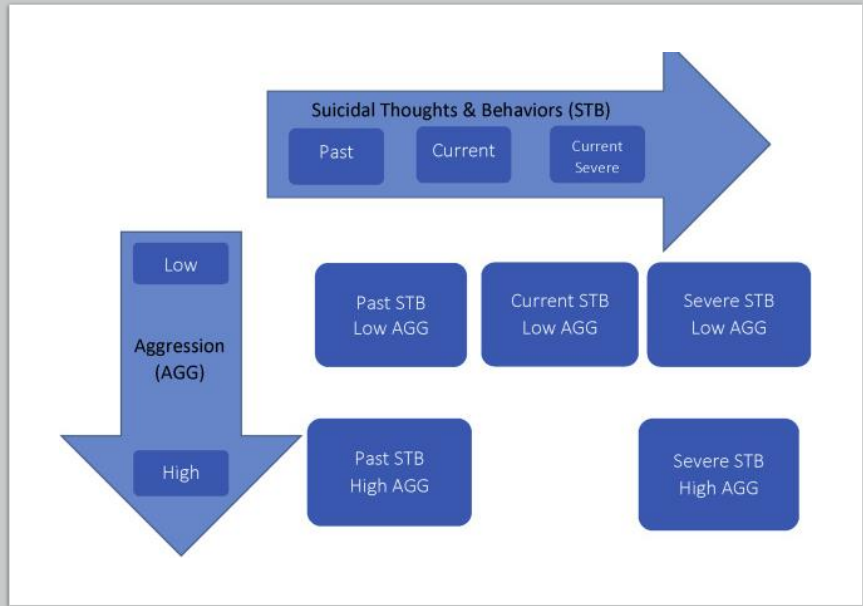 Suicidal Thoughts & Behaviors (STB)
Past
Current
Current
Severe
Low
Aggression
(AGG)
High
Past STB
Low AGG
Current STB
Low AGG
Severe STB
Low AGG
Past STB
High AGG
Severe STB
High AGG